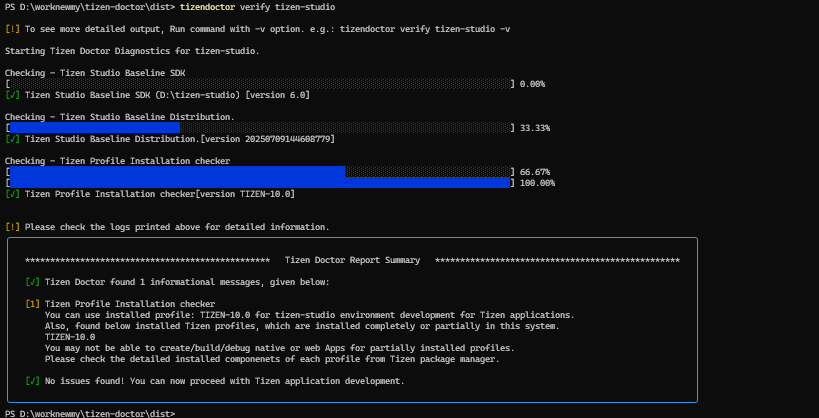 PS D:\worknewmy\tizen-doctor\dist> tizendoctor verify tizen-studio
[!] To see more detailed output, Run command with -v option. e.g.: tizendoctor verify tizen-studio -v
Starting Tizen Doctor Diagnostics for tizen-studio.
Checking - Tizen Studio Baseline SDK
[] 0.00%
[√] Tizen Studio Baseline SDK (D:\tizen-studio) [version 6.0]
Checking - Tizen Studio Baseline Distribution.
[] 33.33%
[√] Tizen Studio Baseline Distribution.[version 20250709144608779]
Checking - Tizen Profile Installation checker
[] 66.67%
[] 100.00%
[√] Tizen Profile Installation checker[version TIZEN-10.0]
[!] Please check the logs printed above for detailed information.
************************************************* Tizen Doctor Report Summary *************************************************
[√] Tizen Doctor found 1 informational messages, given below:
[1] Tizen Profile Installation checker
You can use installed profile: TIZEN-10.0 for tizen-studio environment development for Tizen applications.
Also, found below installed Tizen profiles, which are installed completely or partially in this system.
TIZEN-10.0
You may not be able to create/build/debug native or web Apps for partially installed profiles.
Please check the detailed installed componenets of each profile from Tizen package manager.
[√] No issues found! You can now proceed with Tizen application development.
PS D:\worknewmy\tizen-doctor\dist>